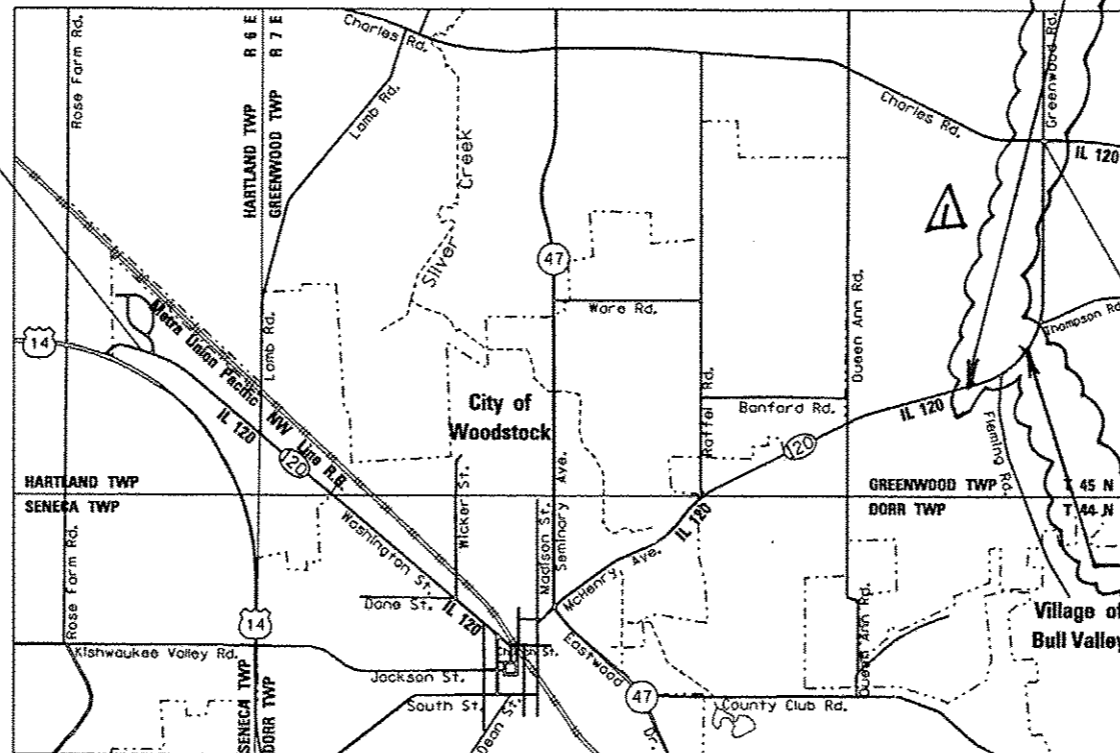 Rose Farm Rd.
R 6 E
R 7 E
HARTLAND TWP
GREENWOOD TWP
Charles Rd.
Lamb Rd.
Silver Creek
47
Charles Rd.
Greenwood Rd.
IL 120
1
Ware Rd.
Queen Ann Rd.
Thompson Rd
14
Metra Union Pacific NW Line R.R.
Lamb Rd.
IL 120
120
City of
Woodstock
Raffel Rd.
Banford Rd.
120
IL 120
Fleming Rd.
HARTLAND TWP
SENECA TWP
GREENWOOD TWP
DORR TWP
T 45 N
T 44 N
Rose Farm Rd.
Washington St.
Wicker St.
Madison St.
Seminary Ave.
McHenry Ave.
IL 120
Dane St.
IL 120
14
Kishwaukee Valley Rd.
Jackson St.
South St.
Dean St.
Eastwood Dr.
47
County Club Rd.
Queen Ann Rd.
Village of
Bull Valley
SENECA TWP
DORR TWP